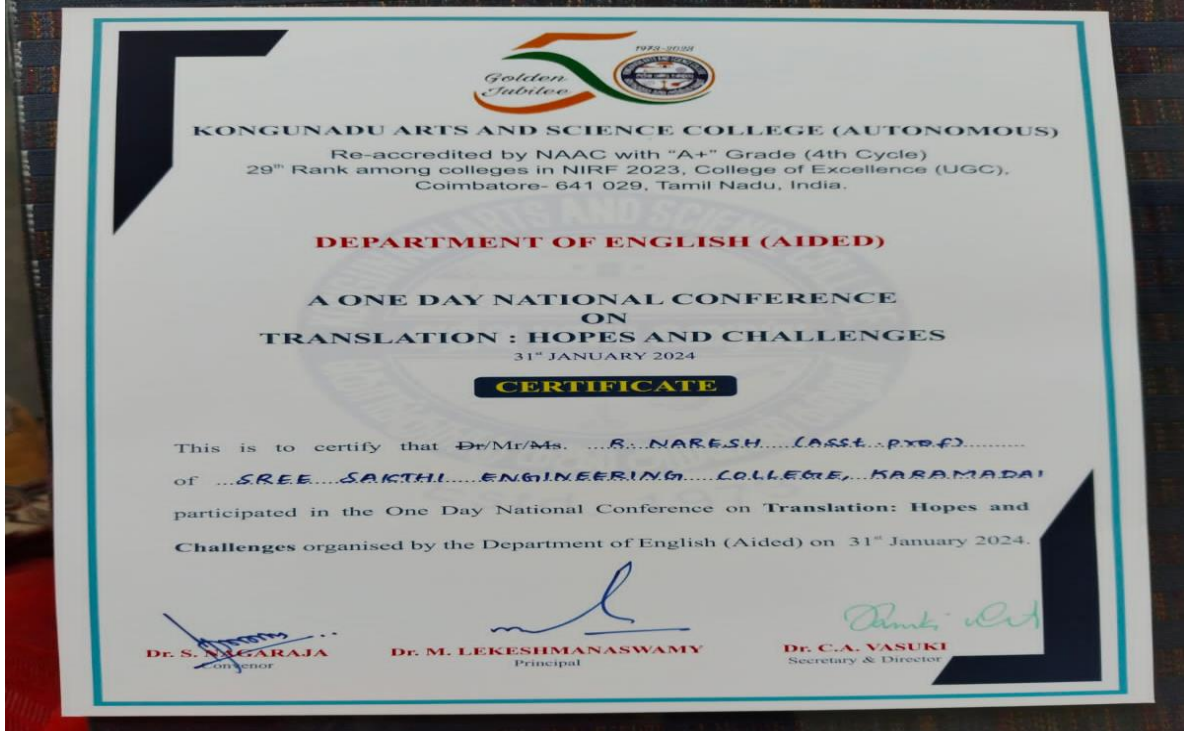 1973-2023
Golden
Jubilee
KONGUNADU ARTS AND SCIENCE COLLEGE (AUTONOMOUS)
Re-accredited by NAAC with “A+” Grade (4th Cycle)
29th Rank among colleges in NIRF 2023, College of Excellence (UGC),
Coimbatore- 641 029, Tamil Nadu, India.
DEPARTMENT OF ENGLISH (AIDED)
A ONE DAY NATIONAL CONFERENCE
ON
TRANSLATION : HOPES AND CHALLENGES
31st JANUARY 2024
CERTIFICATE
This is to certify that Dr/Mr/Ms. R. NARESH (Asst. prof)
of SREE SAKTHI ENGINEERING COLLEGE, KARAMADAI
participated in the One Day National Conference on Translation: Hopes and
Challenges organised by the Department of English (Aided) on 31st January 2024.
Dr. S. NAGARAJA
Convenor
Dr. M. LEKESHMANASWAMY
Principal
Dr. C.A. VASUKI
Secretary & Director